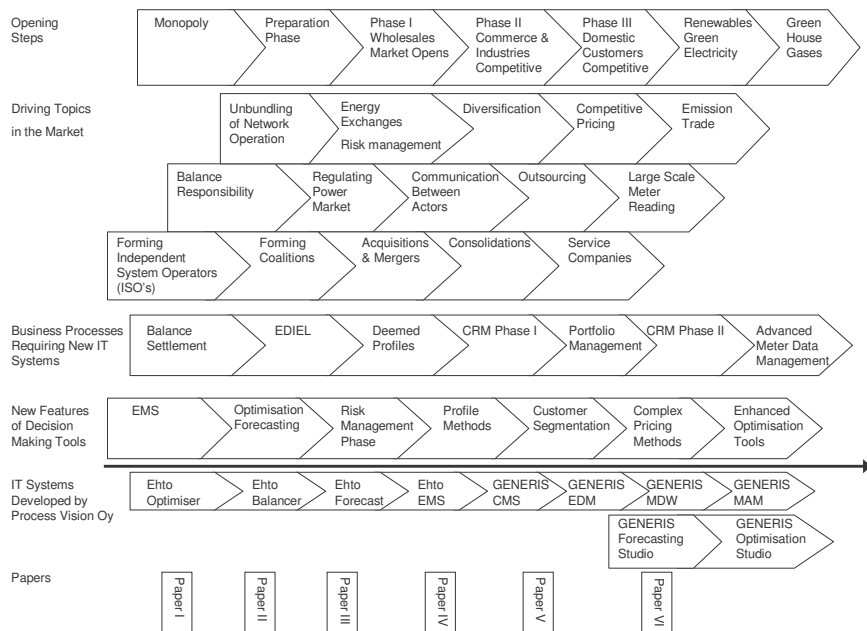 Opening
Steps
Monopoly
Preparation
Phase
Phase I
Wholesales
Market Opens
Phase II
Commerce &
Industries
Competitive
Phase III
Domestic
Customers
Competitive
Renewables
Green
Electricity
Green
House
Gases
Driving Topics
in the Market
Unbundling
of Network
Operation
Energy
Exchanges
Risk management
Diversification
Competitive
Pricing
Emission
Trade
Balance
Responsibility
Regulating
Power
Market
Communication
Between
Actors
Outsourcing
Large Scale
Meter
Reading
Forming
Independent
System Operators
(ISO's)
Forming
Coalitions
Acquisitions
& Mergers
Consolidations
Service
Companies
Business Processes
Requiring New IT
Systems
Balance
Settlement
EDIEL
Deemed
Profiles
CRM Phase I
Portfolio
Management
CRM Phase II
Advanced
Meter Data
Management
New Features
of Decision
Making Tools
EMS
Optimisation
Forecasting
Risk
Management
Phase
Profile
Methods
Customer
Segmentation
Complex
Pricing
Methods
Enhanced
Optimisation
Tools
IT Systems
Developed by
Process Vision Oy
Ehto
Optimiser
Ehto
Balancer
Ehto
Forecast
Ehto
EMS
GENERIS
CMS
GENERIS
EDM
GENERIS
MDW
GENERIS
MAM
GENERIS
Forecasting
Studio
GENERIS
Optimisation
Studio
Papers
Paper I
Paper II
Paper III
Paper IV
Paper V
Paper VI